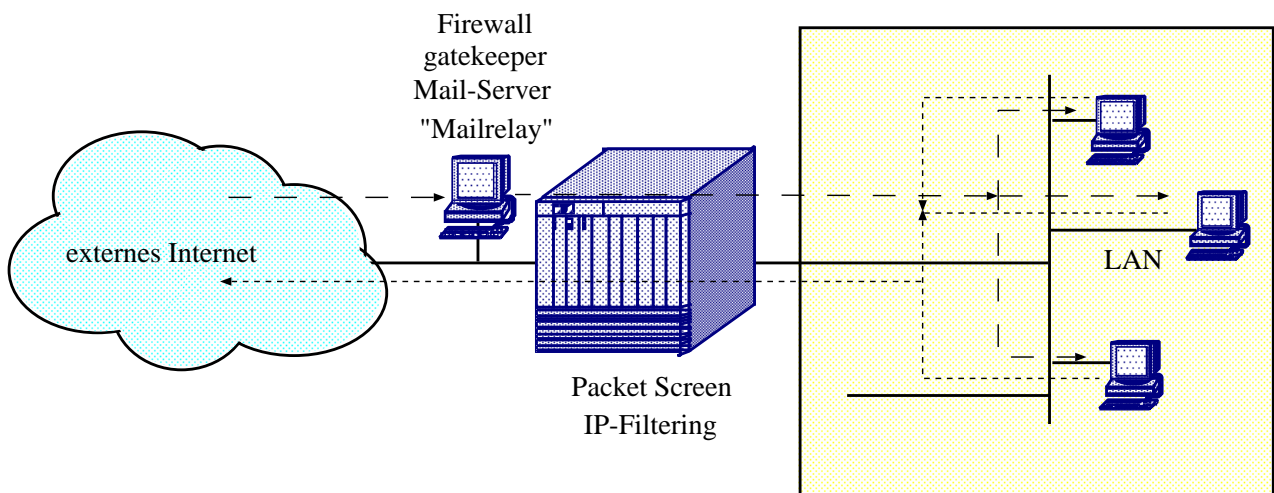 Firewall
gatekeeper
Mail-Server
"Mailrelay"
externes Internet
LAN
Packet Screen
IP-Filtering